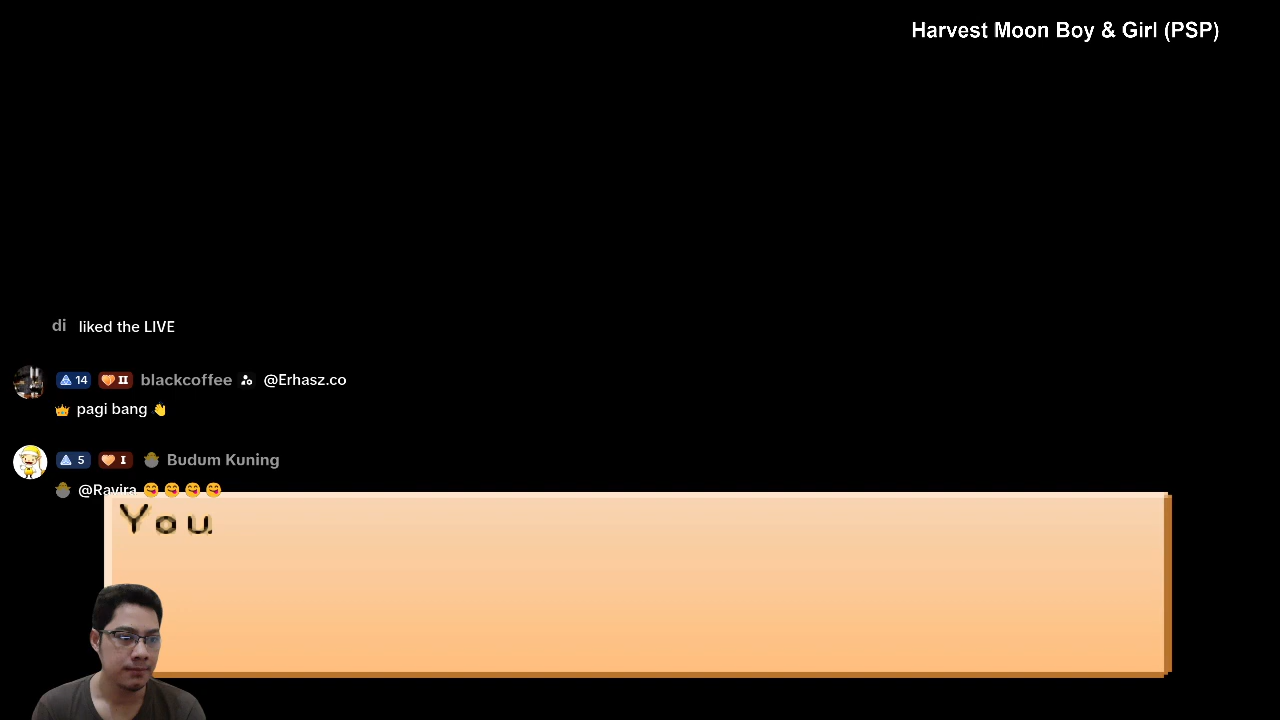 Harvest Moon Boy & Girl (PSP)
di liked the LIVE
14 II blackcoffee @Erhasz.co
pagi bang 👋
5 I Budum Kuning
@Ravira 😋 😋 😋 😋
You